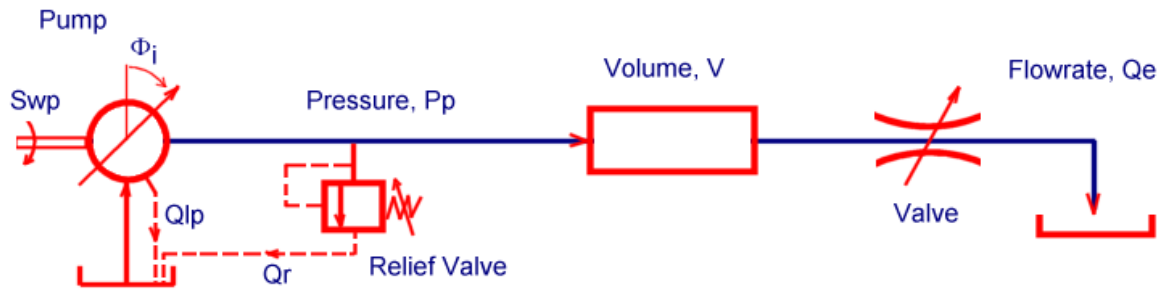 Pump
Φi
Swp
Pressure, Pp
Volume, V
Flowrate, Qe
Qlp
Qr
Relief Valve
Valve